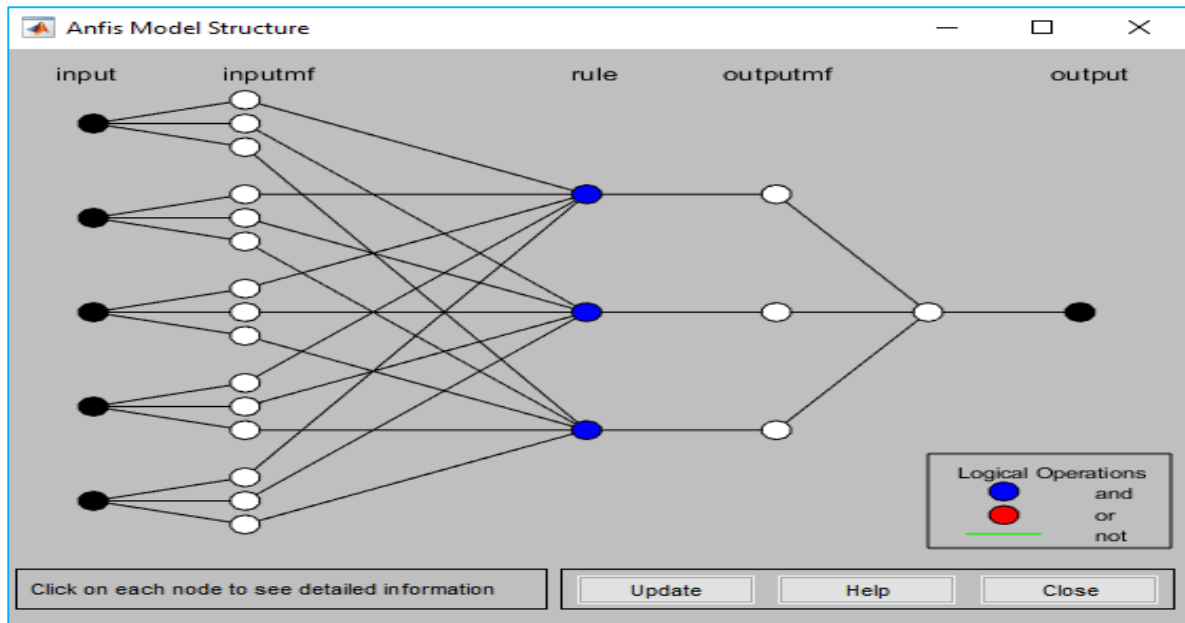 Anfis Model Structure
input inputmf rule outputmf output
Logical Operations
and
or
not
Click on each node to see detailed information
Update Help Close